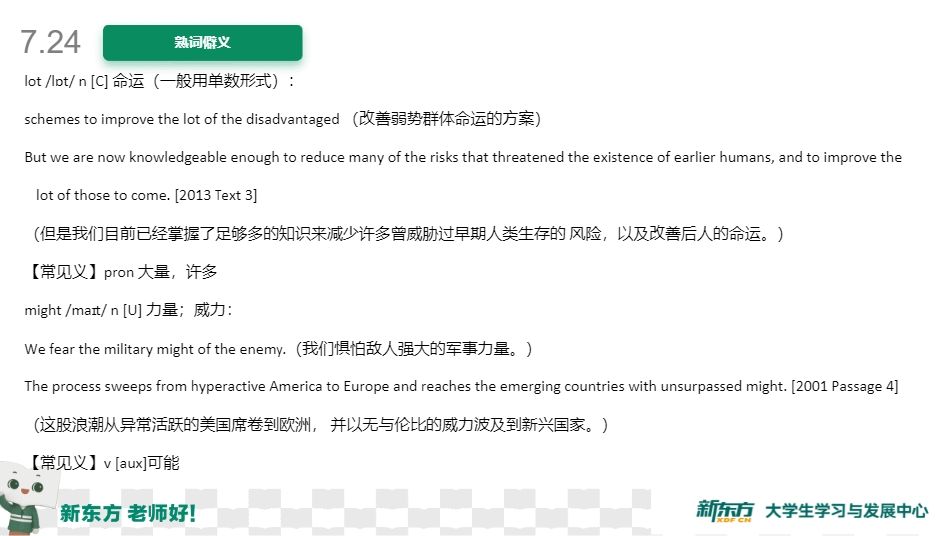 7.24
熟词僻义
lot /lɒt/ n [C] 命运（一般用单数形式）：
schemes to improve the lot of the disadvantaged （改善弱势群体命运的方案）
But we are now knowledgeable enough to reduce many of the risks that threatened the existence of earlier humans, and to improve the
lot of those to come. [2013 Text 3]
（但是我们目前已经掌握了足够多的知识来减少许多曾威胁过早期人类生存的 风险，以及改善后人的命运。）
【常见义】pron 大量，许多
might /maɪt/ n [U] 力量；威力：
We fear the military might of the enemy.（我们惧怕敌人强大的军事力量。）
The process sweeps from hyperactive America to Europe and reaches the emerging countries with unsurpassed might. [2001 Passage 4]
（这股浪潮从异常活跃的美国席卷到欧洲， 并以无与伦比的威力波及到新兴国家。）
【常见义】v [aux]可能
新东方 老师好！
新东方 XDF.CN 大学生学习与发展中心